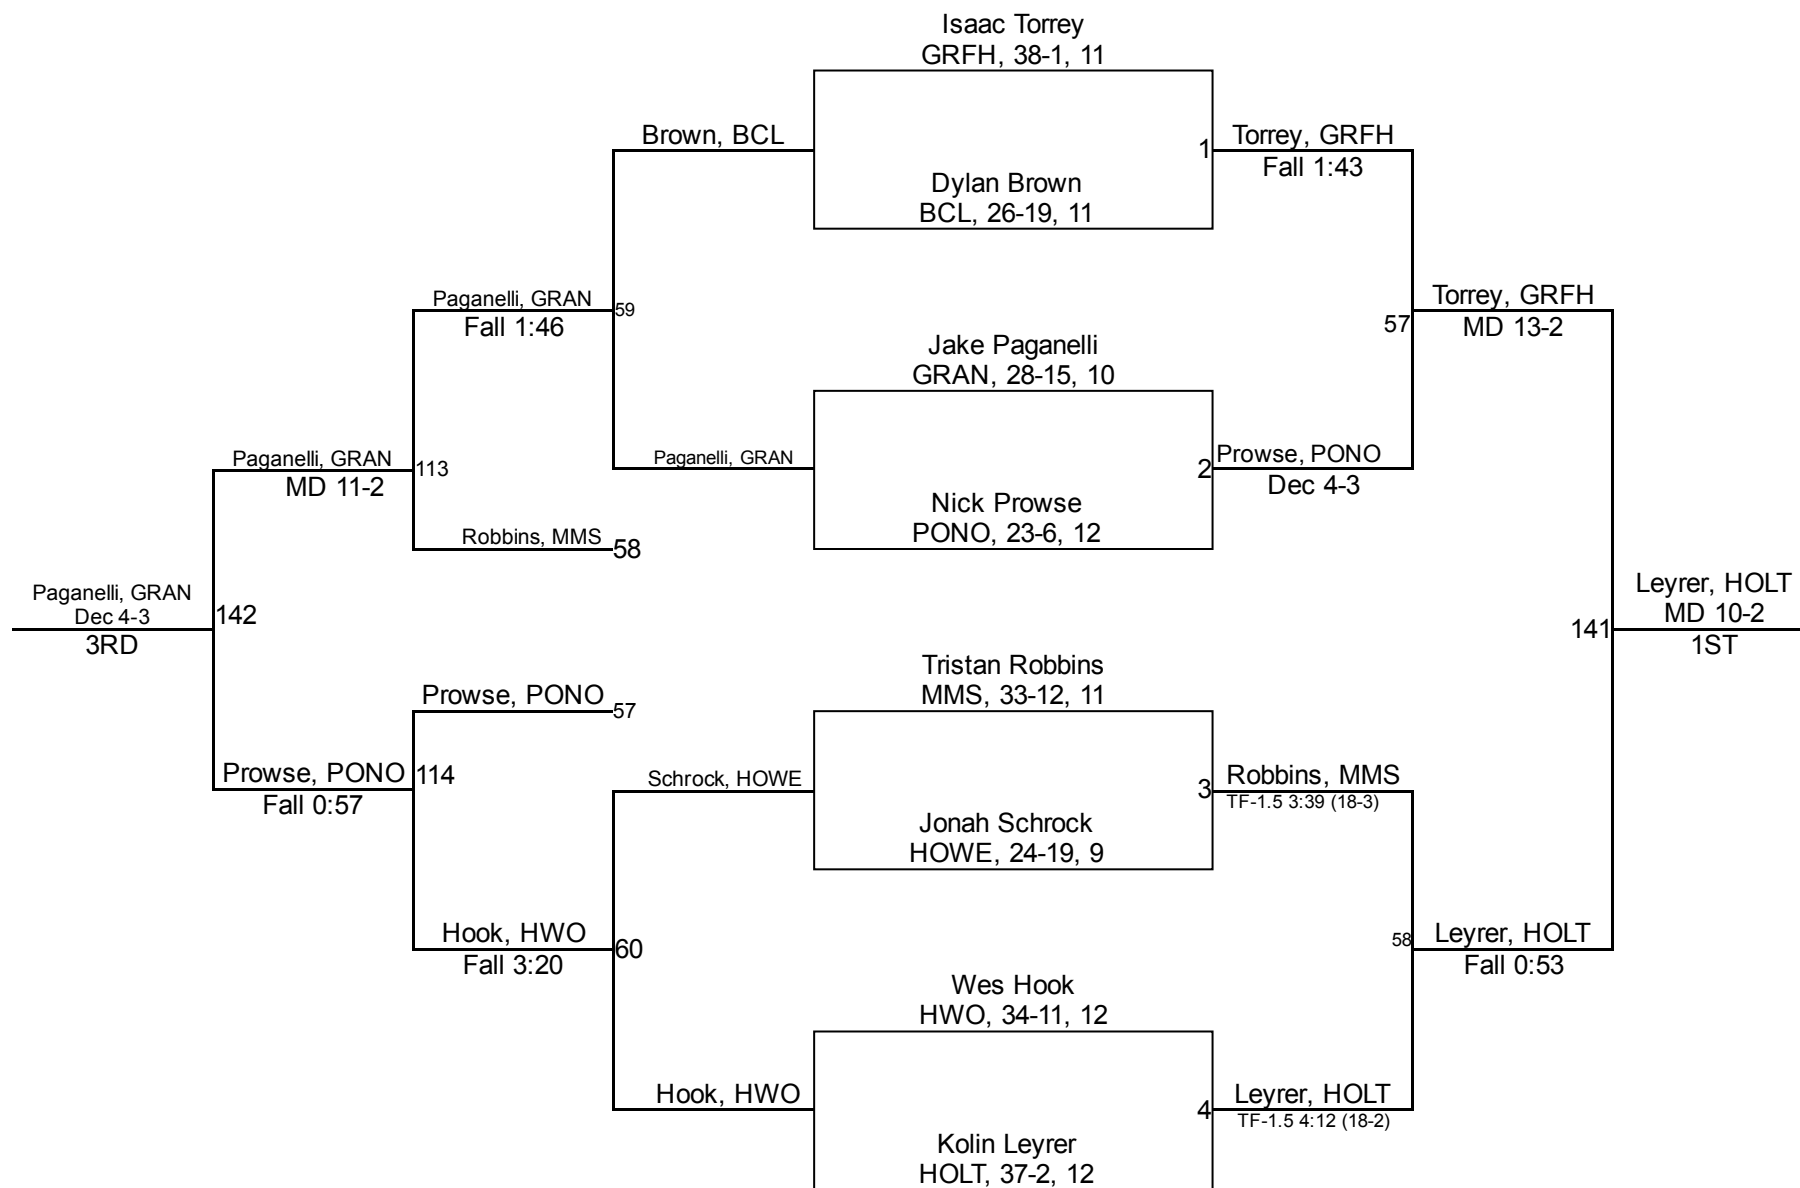 Isaac Torrey
GRFH, 38-1, 11
Brown, BCL
1
Torrey, GRFH
Fall 1:43
Dylan Brown
BCL, 26-19, 11
Paganelli, GRAN
Fall 1:46
59
57
Torrey, GRFH
MD 13-2
Jake Paganelli
GRAN, 28-15, 10
Paganelli, GRAN
MD 11-2
113
Paganelli, GRAN
2
Prowse, PONO
Dec 4-3
Nick Prowse
PONO, 23-6, 12
Robbins, MMS
58
Paganelli, GRAN
Dec 4-3
3RD
142
141
Leyrer, HOLT
MD 10-2
1ST
Tristan Robbins
MMS, 33-12, 11
Prowse, PONO
57
Prowse, PONO
Fall 0:57
114
Schrock, HOWE
3
Robbins, MMS
TF-1.5 3:39 (18-3)
Jonah Schrock
HOWE, 24-19, 9
Hook, HWO
Fall 3:20
60
58
Leyrer, HOLT
Fall 0:53
Wes Hook
HWO, 34-11, 12
Hook, HWO
4
Leyrer, HOLT
TF-1.5 4:12 (18-2)
Kolin Leyrer
HOLT, 37-2, 12